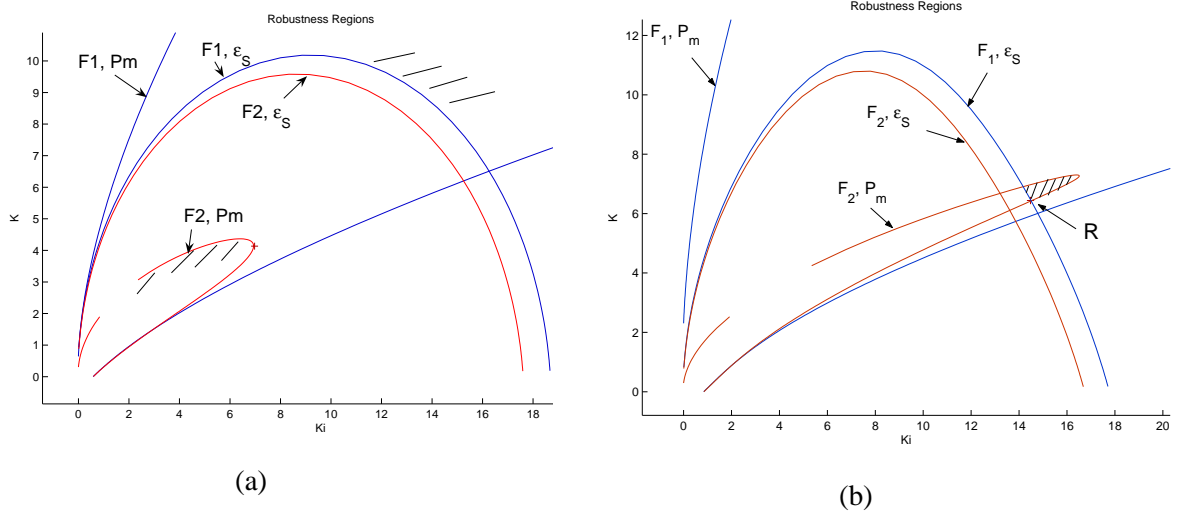 Robustness Regions
F1, Pm
F1, εS
F2, εS
F2, Pm
K
10
9
8
7
6
5
4
3
2
1
0
0 2 4 6 8 10 12 14 16 18
Ki
(a)
Robustness Regions
F1, Pm
F1, εS
F2, εS
F2, Pm
R
K
12
10
8
6
4
2
0
0 2 4 6 8 10 12 14 16 18 20
Ki
(b)